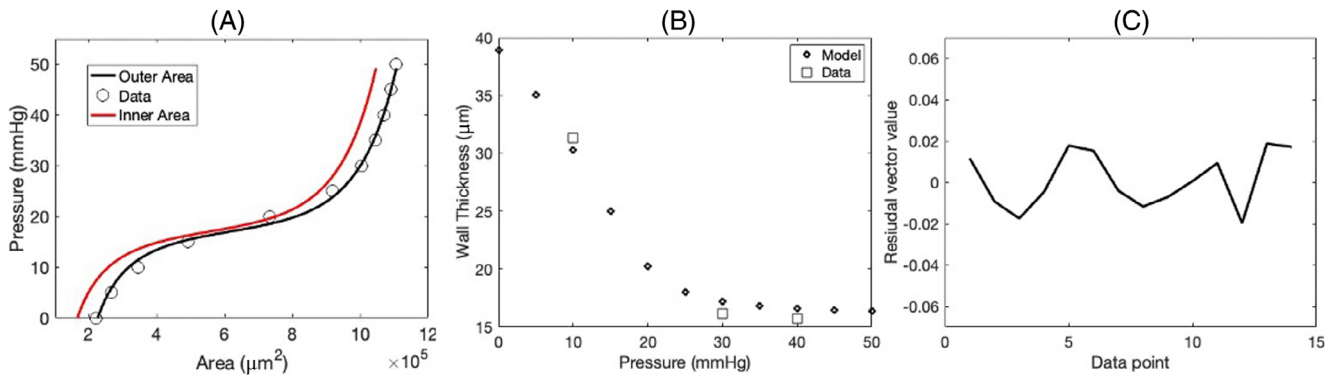 (A)
50
40
30
20
10
0
Pressure (mmHg)
Outer Area
Data
Inner Area
2
4
6
8
10
12
×10⁵
Area (μm²)
(B)
40
35
30
25
20
15
Wall Thickness (μm)
Model
Data
0
10
20
30
40
50
Pressure (mmHg)
(C)
0.06
0.04
0.02
0
-0.02
-0.04
-0.06
Resiudal vector value
0
5
10
15
Data point